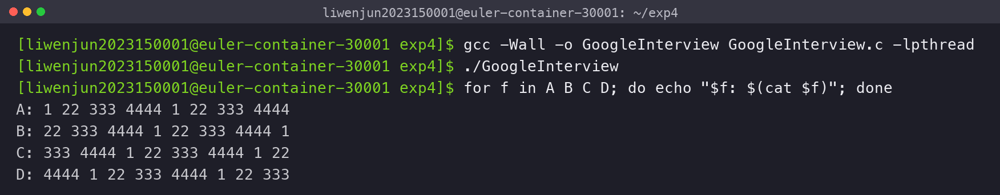 liwenjun2023150001@euler-container-30001: ~/exp4
[liwenjun2023150001@euler-container-30001 exp4]$ gcc -Wall -o GoogleInterview GoogleInterview.c -lpthread
[liwenjun2023150001@euler-container-30001 exp4]$ ./GoogleInterview
[liwenjun2023150001@euler-container-30001 exp4]$ for f in A B C D; do echo "$f: $(cat $f)"; done
A: 1 22 333 4444 1 22 333 4444
B: 22 333 4444 1 22 333 4444 1
C: 333 4444 1 22 333 4444 1 22
D: 4444 1 22 333 4444 1 22 333